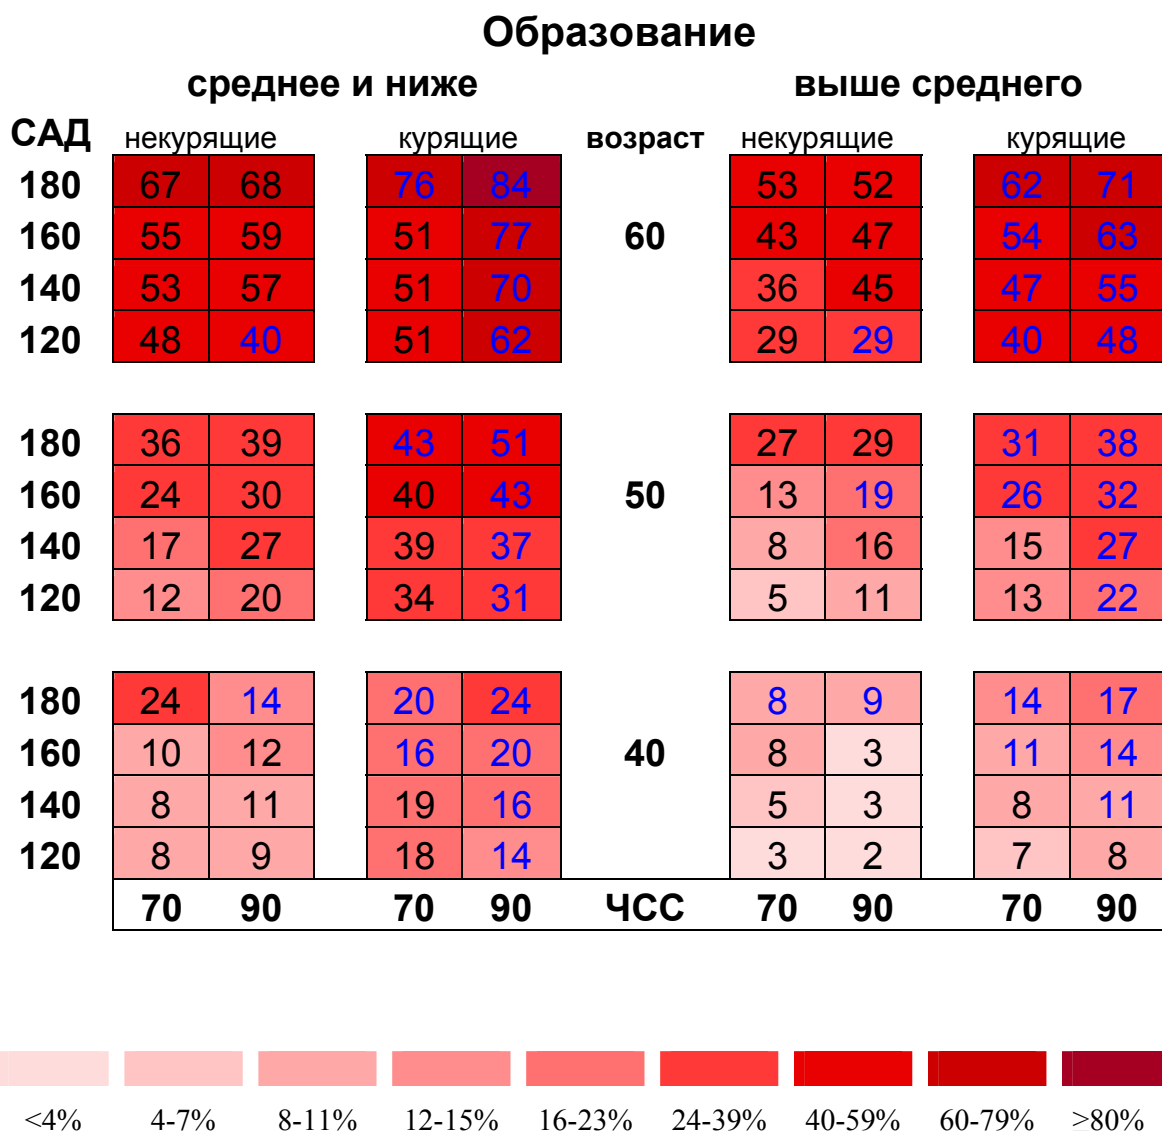 Образование
среднее и ниже выше среднего
САД некурящие курящие возраст некурящие курящие
180 67 68 76 84 53 52 62 71
160 55 59 51 77 60 43 47 54 63
140 53 57 51 70 36 45 47 55
120 48 40 51 62 29 29 40 48
180 36 39 43 51 27 29 31 38
160 24 30 40 43 50 13 19 26 32
140 17 27 39 37 8 16 15 27
120 12 20 34 31 5 11 13 22
180 24 14 20 24 8 9 14 17
160 10 12 16 20 40 8 3 11 14
140 8 11 19 16 5 3 8 11
120 8 9 18 14 3 2 7 8
70 90 70 90 ЧСС 70 90 70 90
<4% 4-7% 8-11% 12-15% 16-23% 24-39% 40-59% 60-79% ≥80%